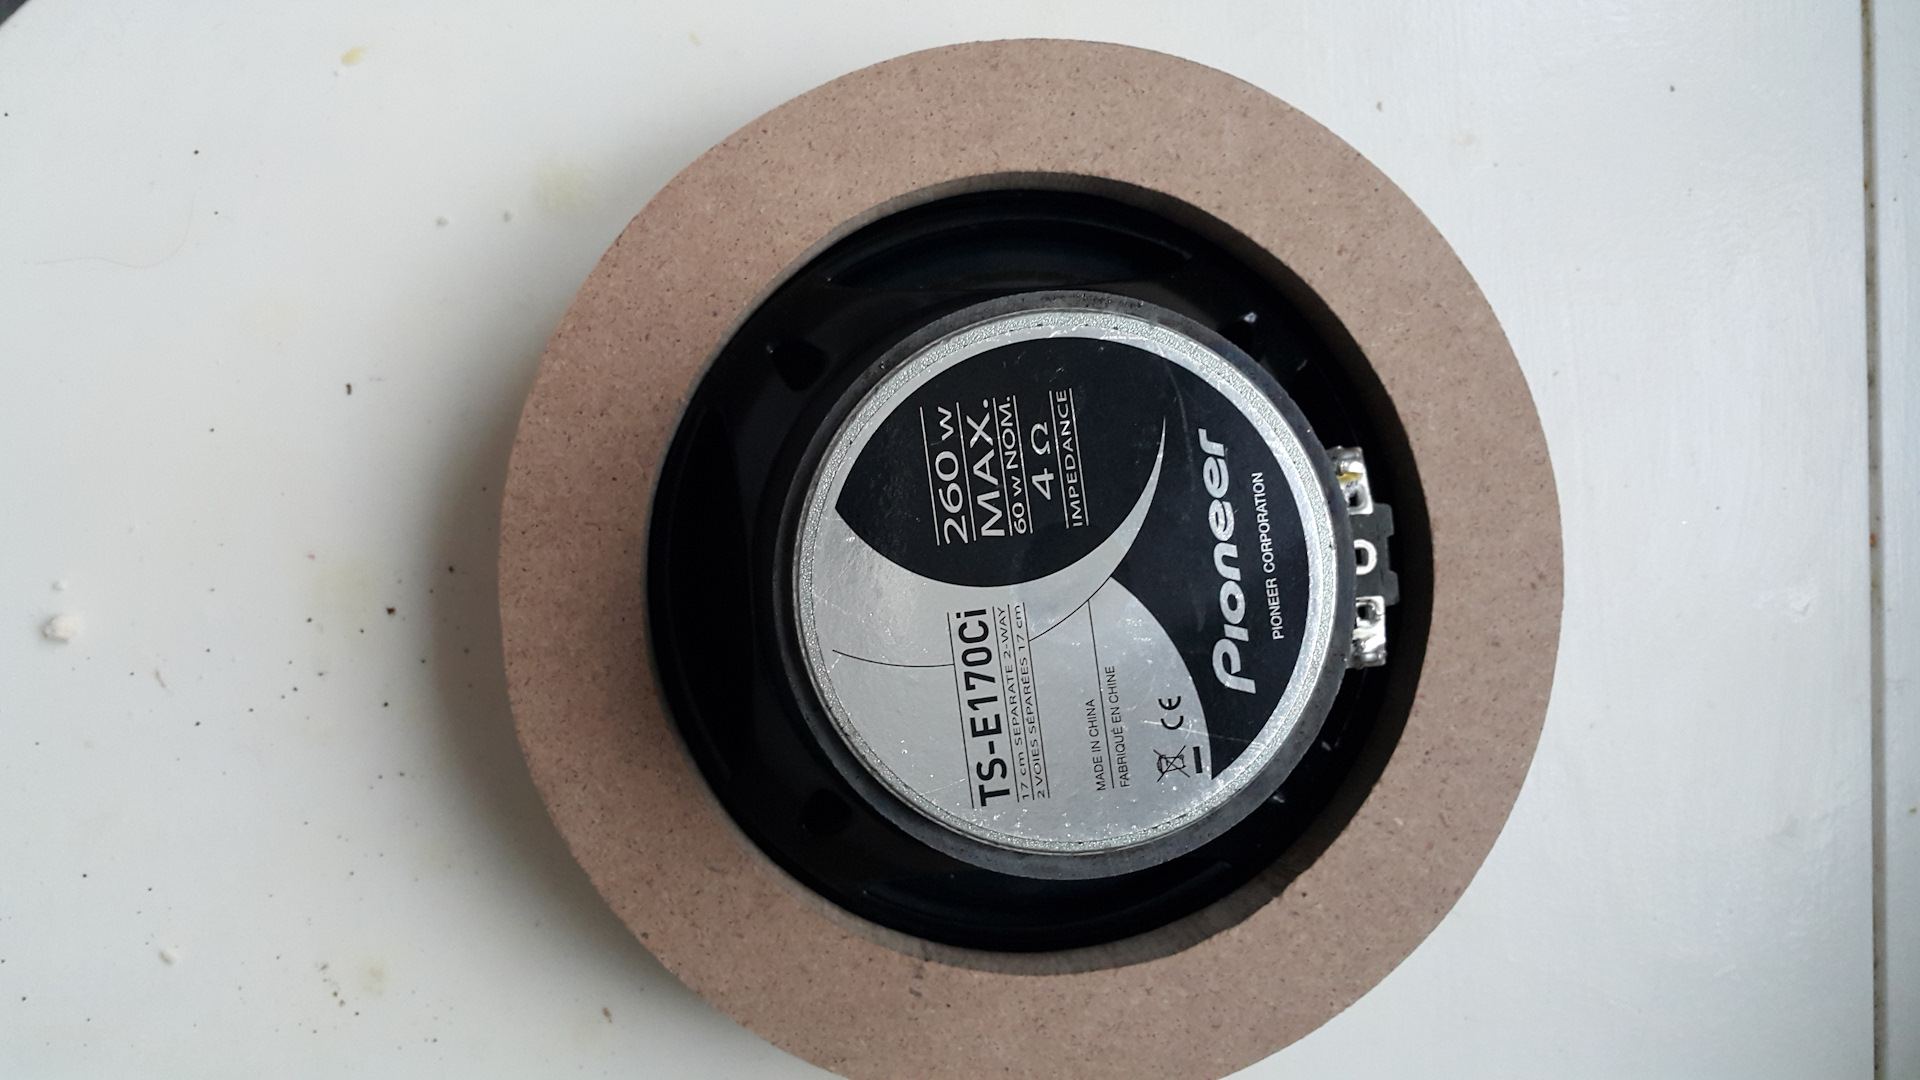 260 W
MAX.
60 W NOM.
4 Ω
IMPEDANCE
TS-E170Ci
17 cm SEPARATE 2-WAY
2 VOIES SÉPARÉES 17 cm
MADE IN CHINA
FABRIQUÉ EN CHINE
CE
Pioneer
PIONEER CORPORATION